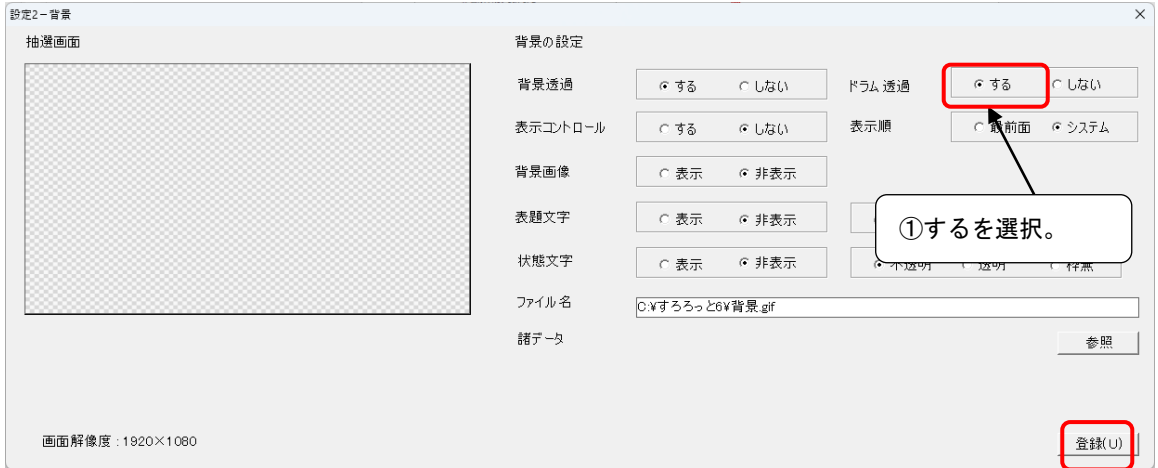 設定2－背景
抽選画面
背景の設定
背景透過 する しない ドラム透過 する しない
表示コントロール する しない 表示順 最前面 システム
背景画像 表示 非表示
表題文字 表示 非表示
①するを選択。
状態文字 表示 非表示 不透明 透明 枠無
ファイル名 C:¥すろろっと6¥背景.gif
諸データ 参照
画面解像度 : 1920×1080 登録(U)